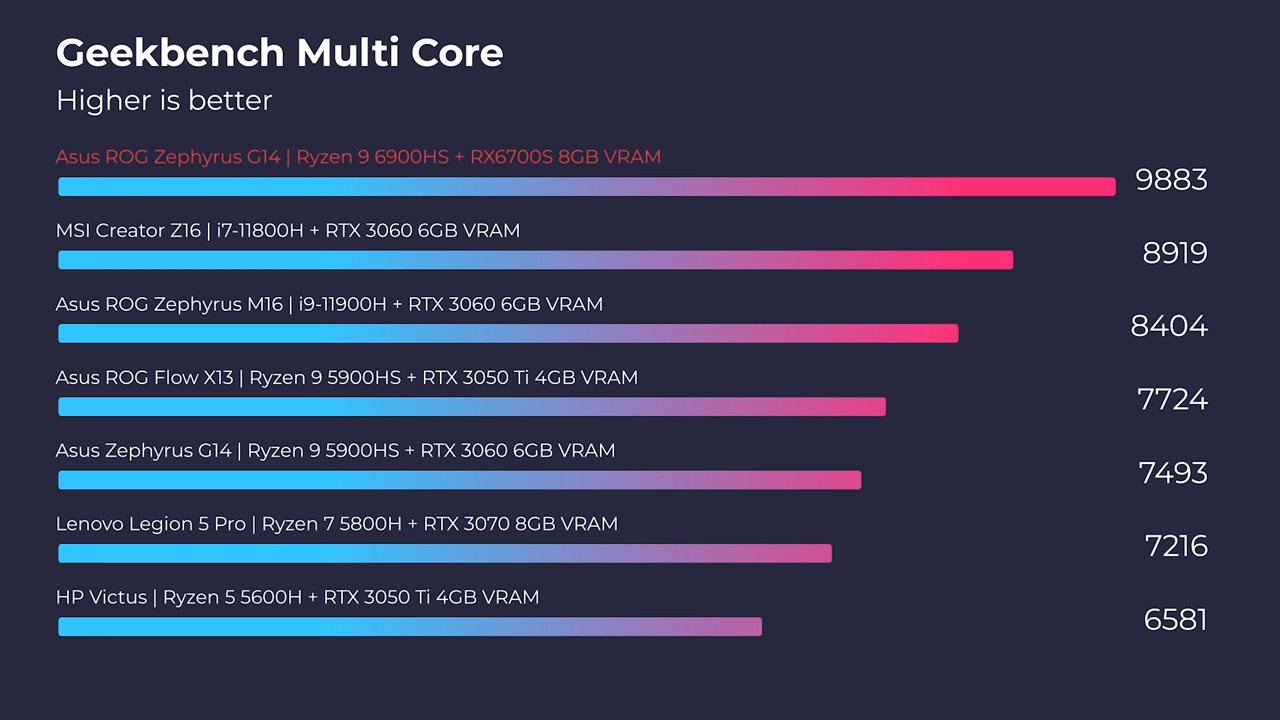 Geekbench Multi Core
Higher is better
Asus ROG Zephyrus G14 | Ryzen 9 6900HS + RX6700S 8GB VRAM
9883
MSI Creator Z16 | i7-11800H + RTX 3060 6GB VRAM
8919
Asus ROG Zephyrus M16 | i9-11900H + RTX 3060 6GB VRAM
8404
Asus ROG Flow X13 | Ryzen 9 5900HS + RTX 3050 Ti 4GB VRAM
7724
Asus Zephyrus G14 | Ryzen 9 5900HS + RTX 3060 6GB VRAM
7493
Lenovo Legion 5 Pro | Ryzen 7 5800H + RTX 3070 8GB VRAM
7216
HP Victus | Ryzen 5 5600H + RTX 3050 Ti 4GB VRAM
6581